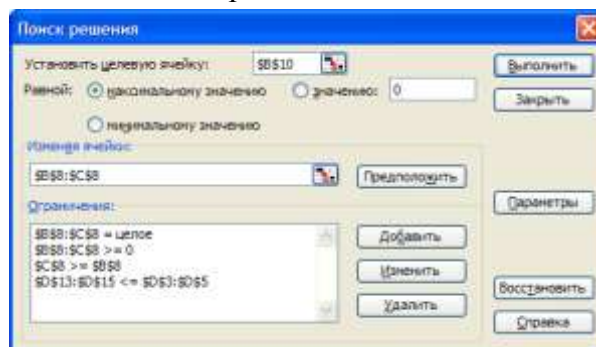 Поиск решения
Установить целевую ячейку: $B$10 Выполнить
Равной: максимальному значению значению: 0 Закрыть
минимальному значению
Изменяя ячейки:
$B$8:$C$8 Предположить
Ограничения: Параметры
$B$8:$C$8 = целое Добавить
$B$8:$C$8 >= 0
$C$8 >= $B$8 Изменить
$D$13:$D$15 <= $D$3:$D$5 Восстановить
Удалить
Справка